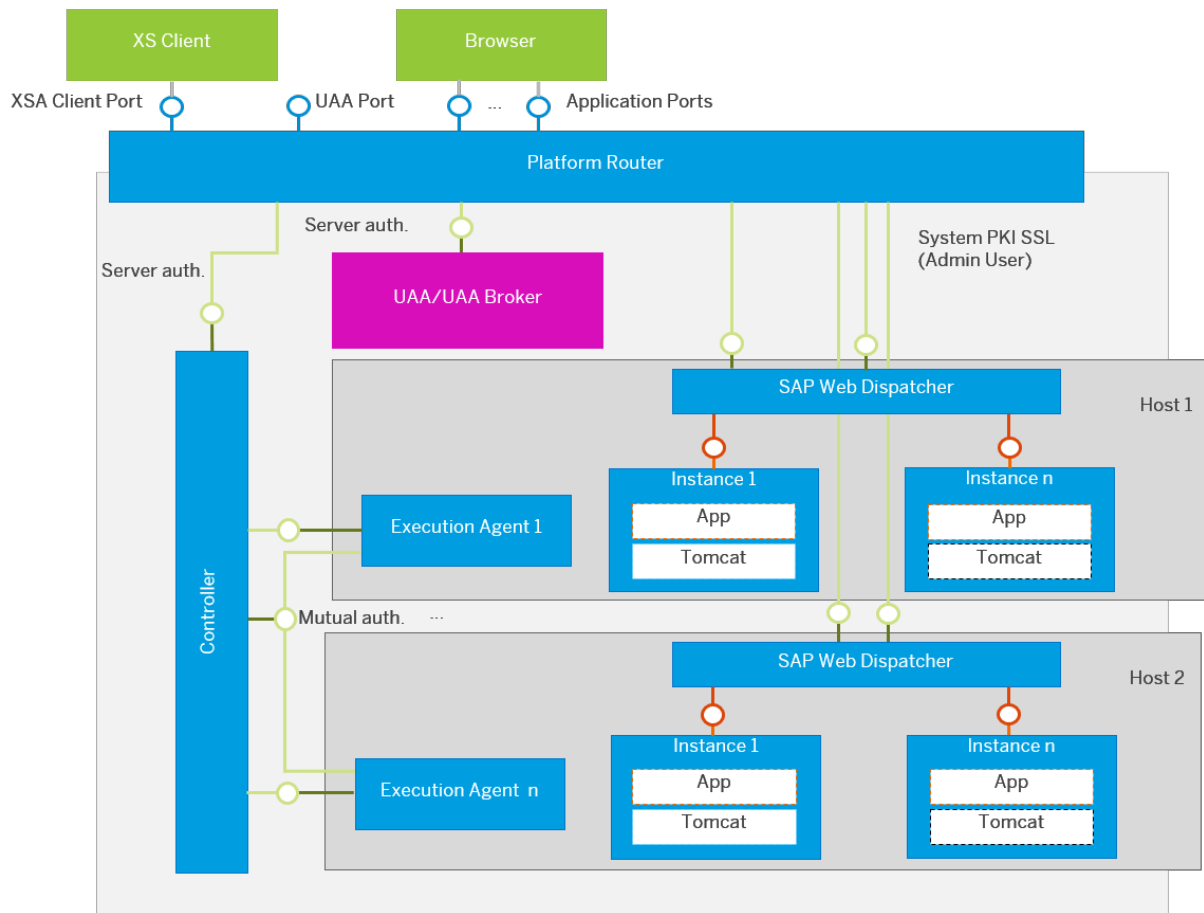 XS Client
Browser
XSA Client Port
UAA Port
...
Application Ports
Platform Router
Server auth.
System PKI SSL
(Admin User)
Server auth.
UAA/UAA Broker
SAP Web Dispatcher
Host 1
Instance 1
Instance n
App
App
Execution Agent 1
Tomcat
Tomcat
Controller
Mutual auth.
...
SAP Web Dispatcher
Host 2
Instance 1
Instance n
App
App
Execution Agent n
Tomcat
Tomcat